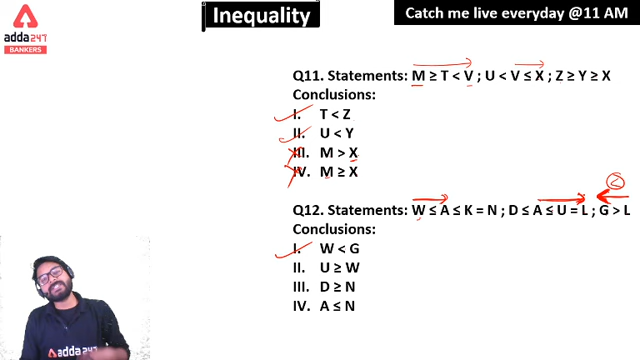 Inequality
Catch me live everyday @11 AM
adda247
BANKERS
Q11. Statements: M ≥ T < V ; U < V ≤ X ; Z ≥ Y ≥ X
Conclusions:
I. T < Z
II. U < Y
III. M > X
IV. M ≥ X
2
Q12. Statements: W ≤ A ≤ K = N ; D ≤ A ≤ U = L ; G > L
Conclusions:
I. W < G
II. U ≥ W
III. D ≥ N
IV. A ≤ N
adda247